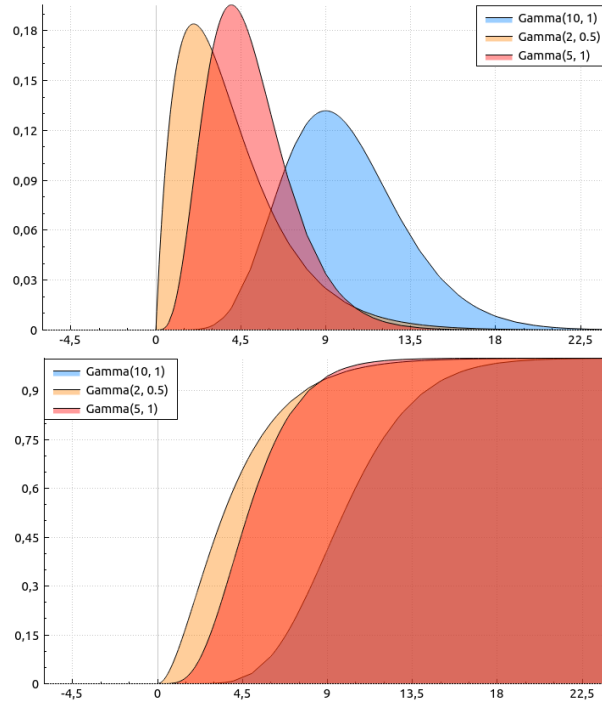 0,18
0,15
0,12
0,09
0,06
0,03
0
-4,5 0 4,5 9 13,5 18 22,5
Gamma(10, 1)
Gamma(2, 0.5)
Gamma(5, 1)
Gamma(10, 1)
Gamma(2, 0.5)
Gamma(5, 1)
0,9
0,75
0,6
0,45
0,3
0,15
0
-4,5 0 4,5 9 13,5 18 22,5